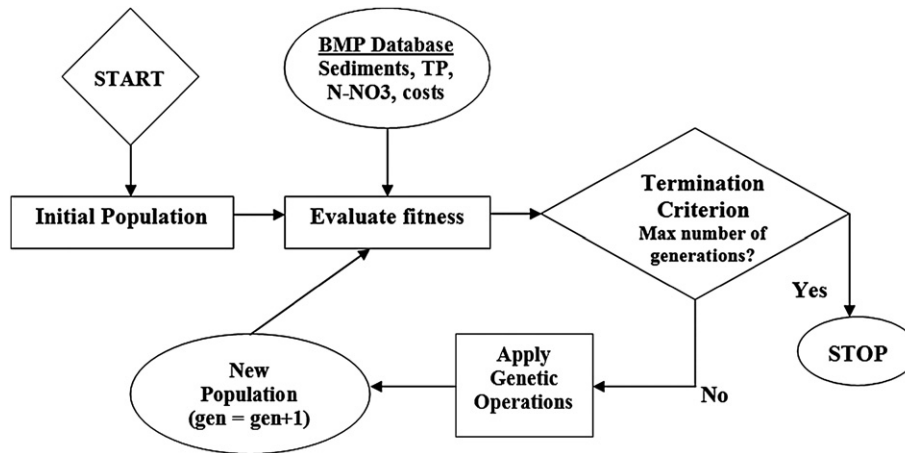 START
BMP Database
Sediments, TP,
N-NO3, costs
Initial Population
Evaluate fitness
Termination
Criterion
Max number of
generations?
Yes
STOP
No
Apply
Genetic
Operations
New
Population
(gen = gen+1)